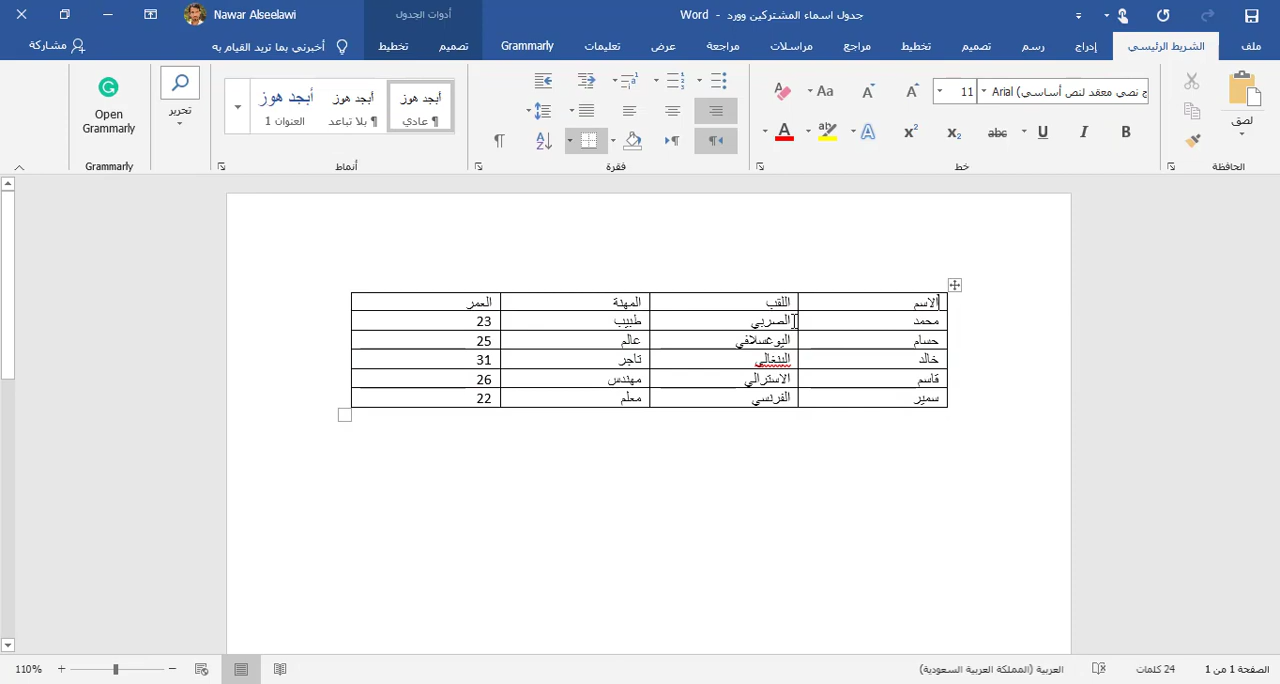 جدول اسماء المشتركين وورد - Word
أدوات الجدول
Nawar Alseelawi
ملف الشريط الرئيسي إدراج رسم تصميم تخطيط مراجع مراسلات مراجعة عرض تعليمات Grammarly تصميم تخطيط أخبرني بما تريد القيام به مشاركة
لصق
الحافظة
ج نصي معقد لنص أساسي) Arial 11
خط
فقرة
أبجد هوز أبجد هوز أبجد هوز
¶ عادي ¶ بلا تباعد العنوان 1
أنماط
تحرير
Open Grammarly
Grammarly
الاسم اللقب المهنة العمر
محمد الصربي طبيب 23
حسام اليوغسلافي عالم 25
خالد البنغالي تاجر 31
قاسم الاسترالي مهندس 26
سمير الفرنسي معلم 22
الصفحة 1 من 1 24 كلمات العربية (المملكة العربية السعودية) 110%